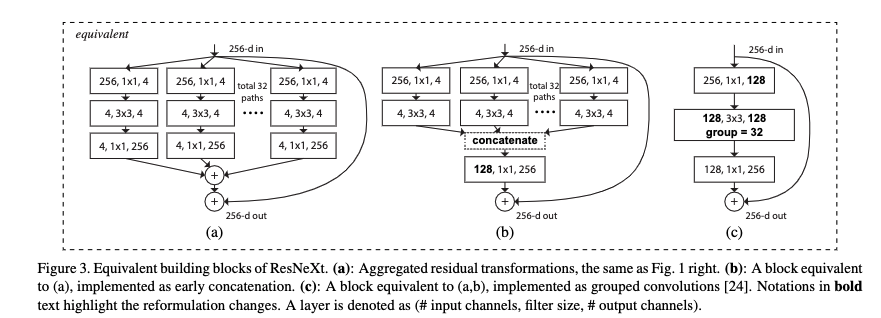 equivalent
256-d in
256, 1x1, 4
256, 1x1, 4
256, 1x1, 4
total 32
paths
4, 3x3, 4
4, 3x3, 4
4, 3x3, 4
....
4, 1x1, 256
4, 1x1, 256
4, 1x1, 256
+
+
256-d out
(a)
256-d in
256, 1x1, 4
256, 1x1, 4
256, 1x1, 4
total 32
paths
4, 3x3, 4
4, 3x3, 4
4, 3x3, 4
....
concatenate
128, 1x1, 256
+
256-d out
(b)
256-d in
256, 1x1, 128
128, 3x3, 128
group = 32
128, 1x1, 256
+
256-d out
(c)
Figure 3. Equivalent building blocks of ResNeXt. (a): Aggregated residual transformations, the same as Fig. 1 right. (b): A block equivalent
to (a), implemented as early concatenation. (c): A block equivalent to (a,b), implemented as grouped convolutions [24]. Notations in bold
text highlight the reformulation changes. A layer is denoted as (# input channels, filter size, # output channels).